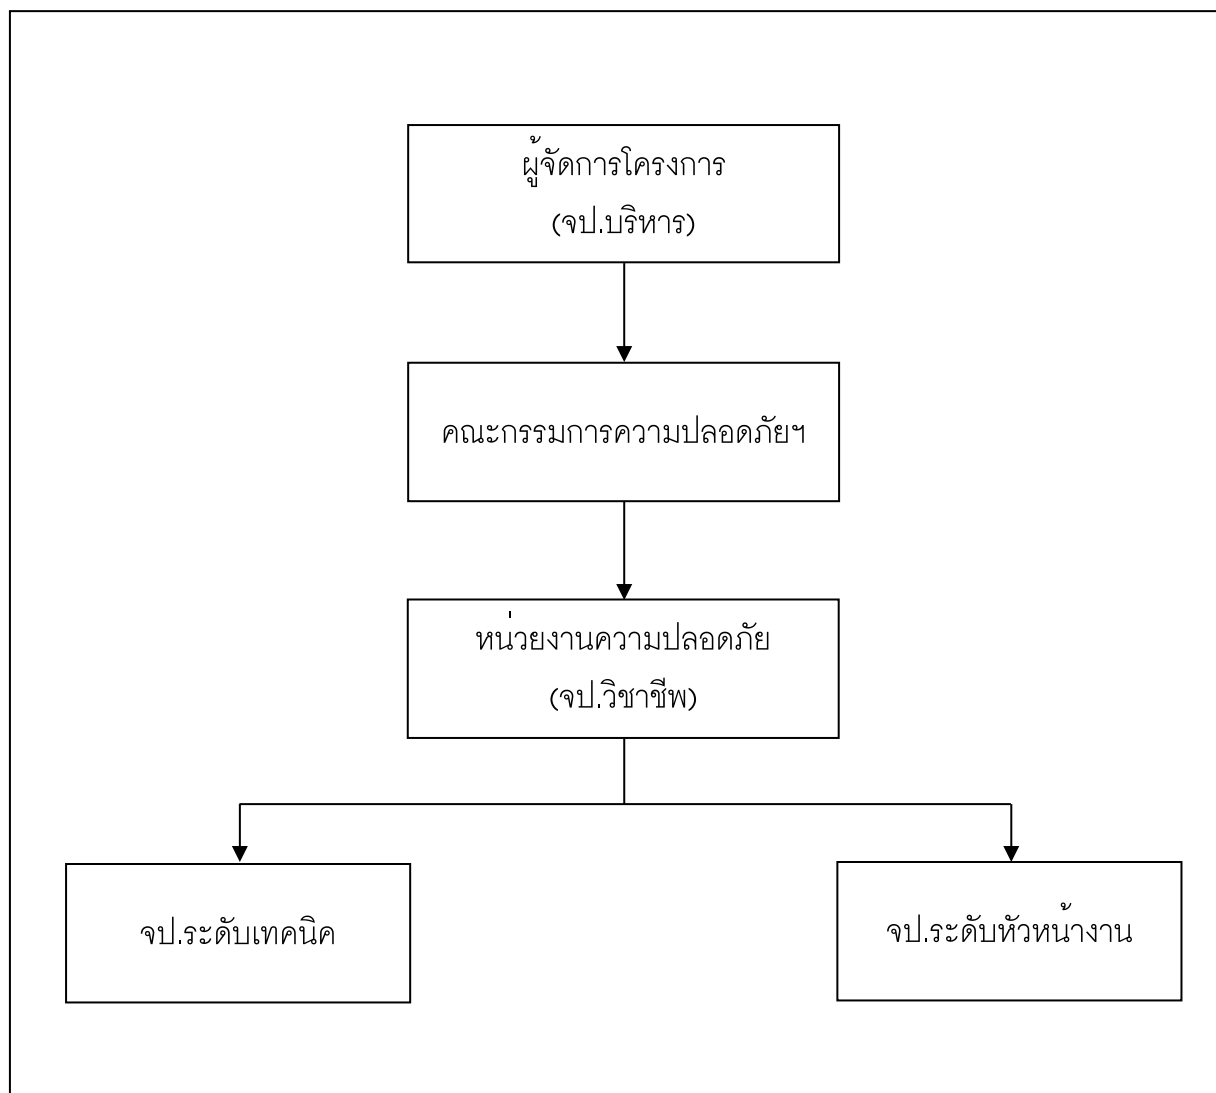 ผู้จัดการโครงการ
(จป.บริหาร)
คณะกรรมการความปลอดภัยฯ
หน่วยงานความปลอดภัย
(จป.วิชาชีพ)
จป.ระดับเทคนิค
จป.ระดับหัวหน้างาน